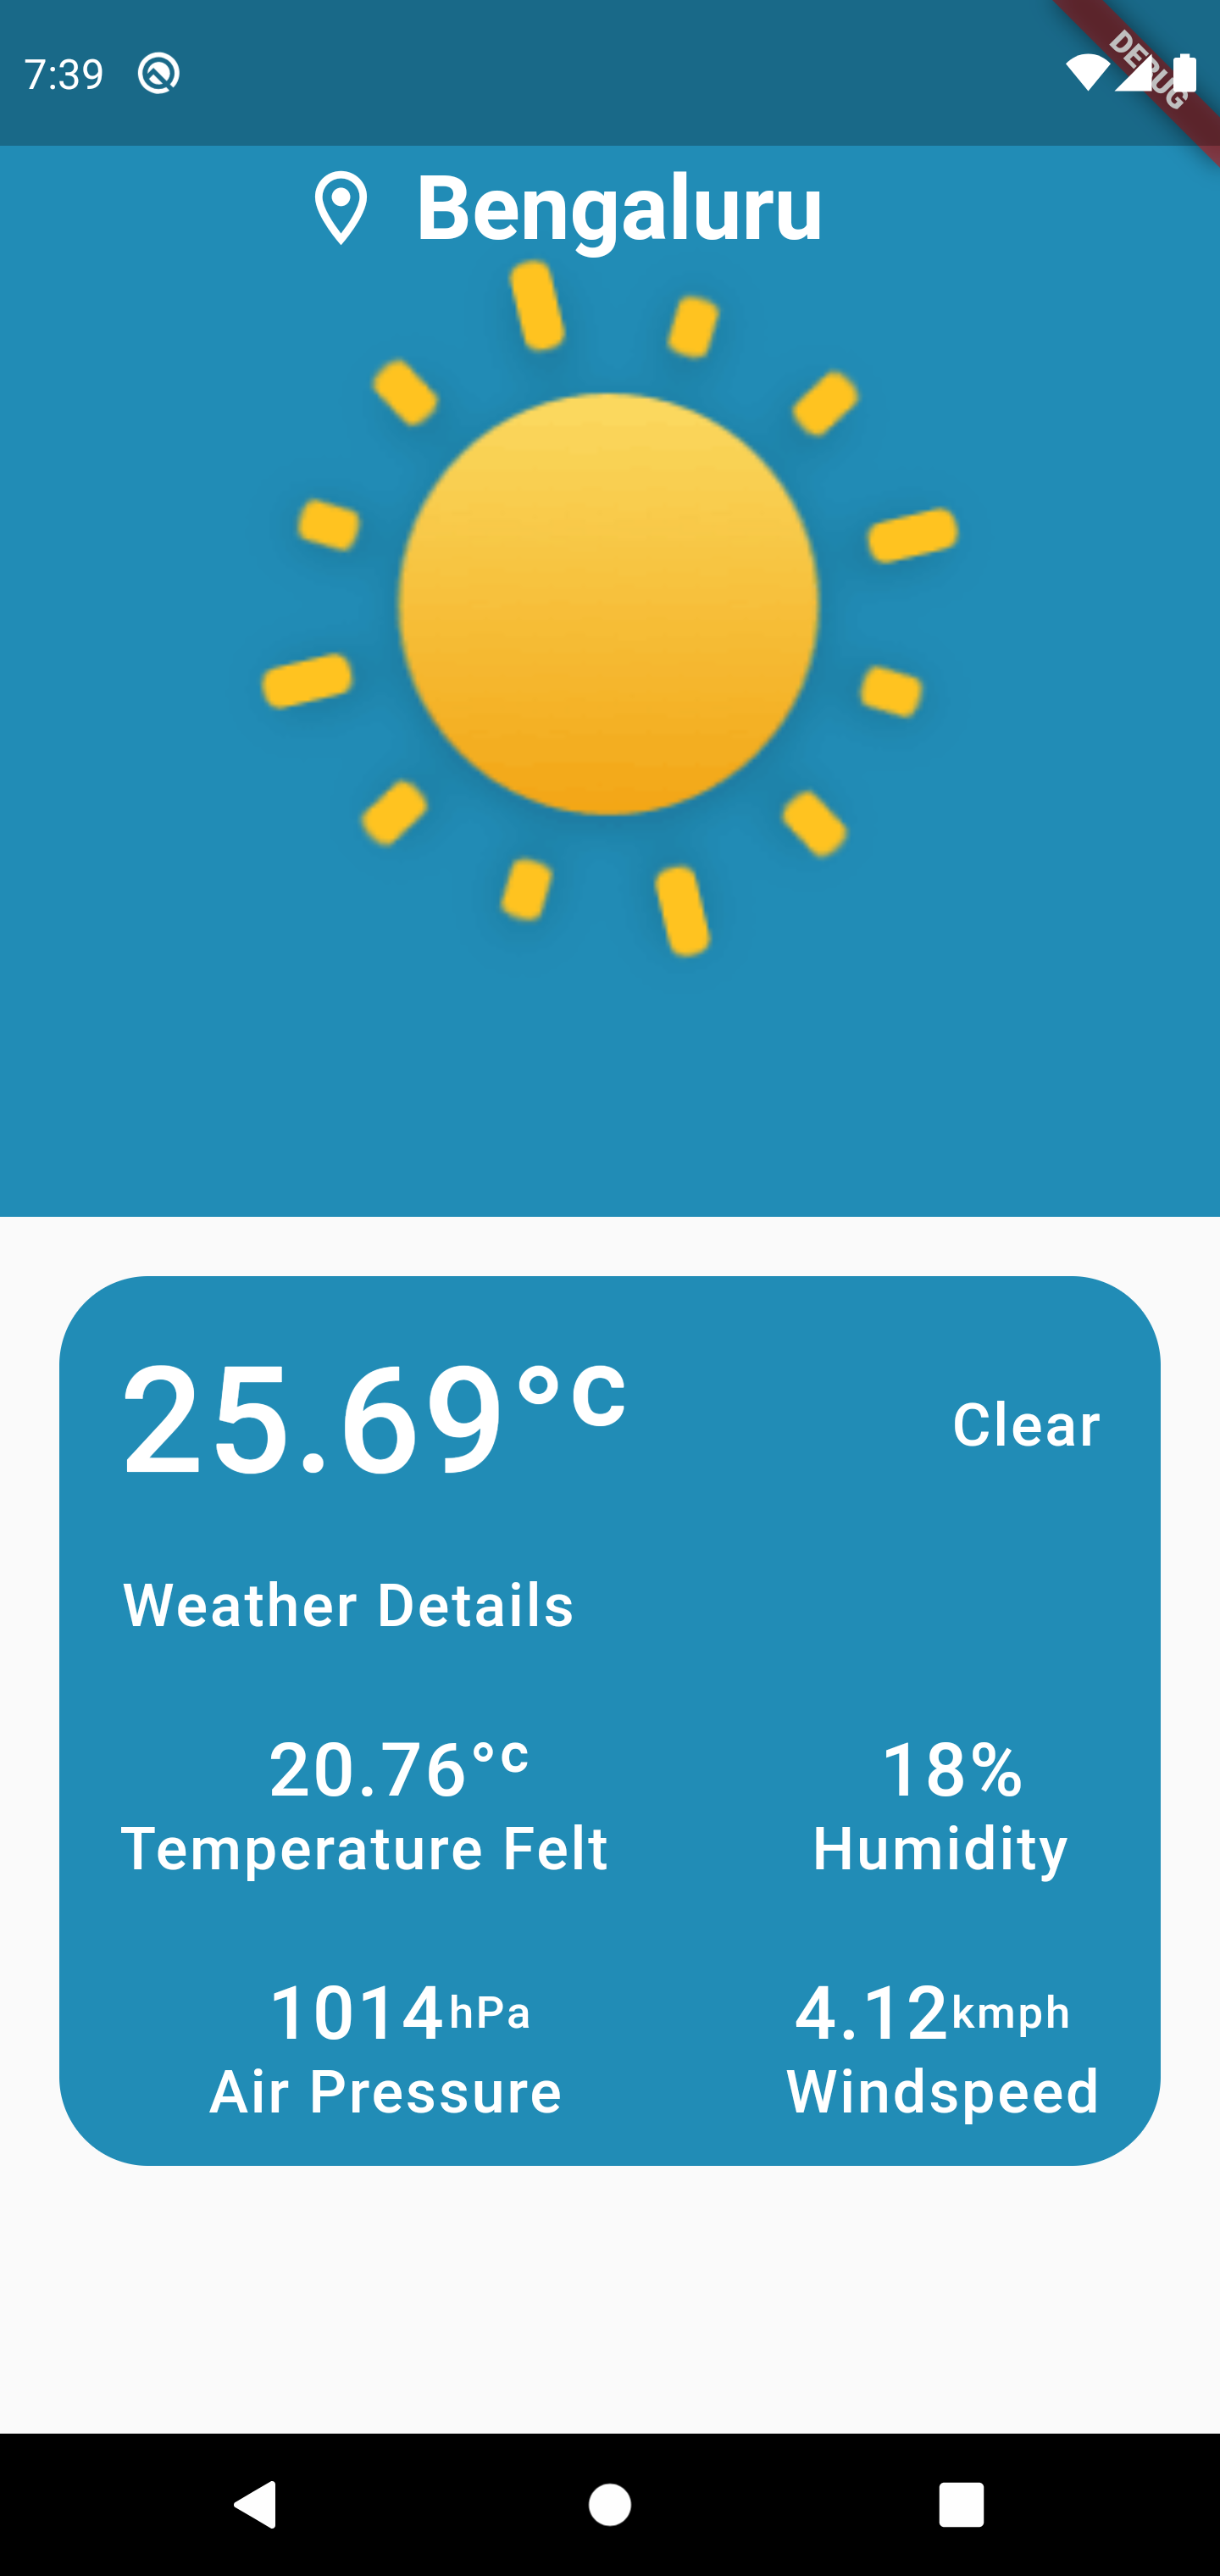 7:39
DEBUG
Bengaluru
25.69°c
Clear
Weather Details
20.76°c 18%
Temperature Felt Humidity
1014hPa 4.12kmph
Air Pressure Windspeed